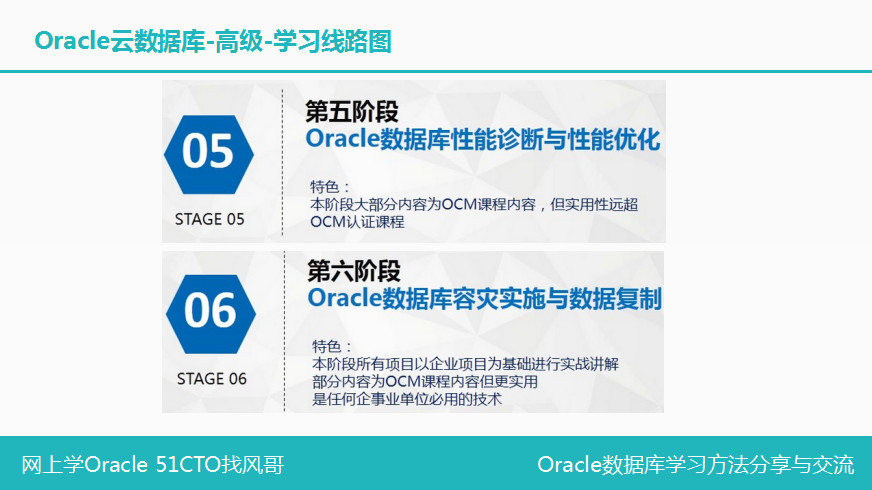 Oracle云数据库-高级-学习线路图
05
STAGE 05
第五阶段
Oracle数据库性能诊断与性能优化
特色：
本阶段大部分内容为OCM课程内容，但实用性远超
OCM认证课程
06
STAGE 06
第六阶段
Oracle数据库容灾实施与数据复制
特色：
本阶段所有项目以企业项目为基础进行实战讲解
部分内容为OCM课程内容但更实用
是任何企事业单位必用的技术
网上学Oracle 51CTO找风哥
Oracle数据库学习方法分享与交流